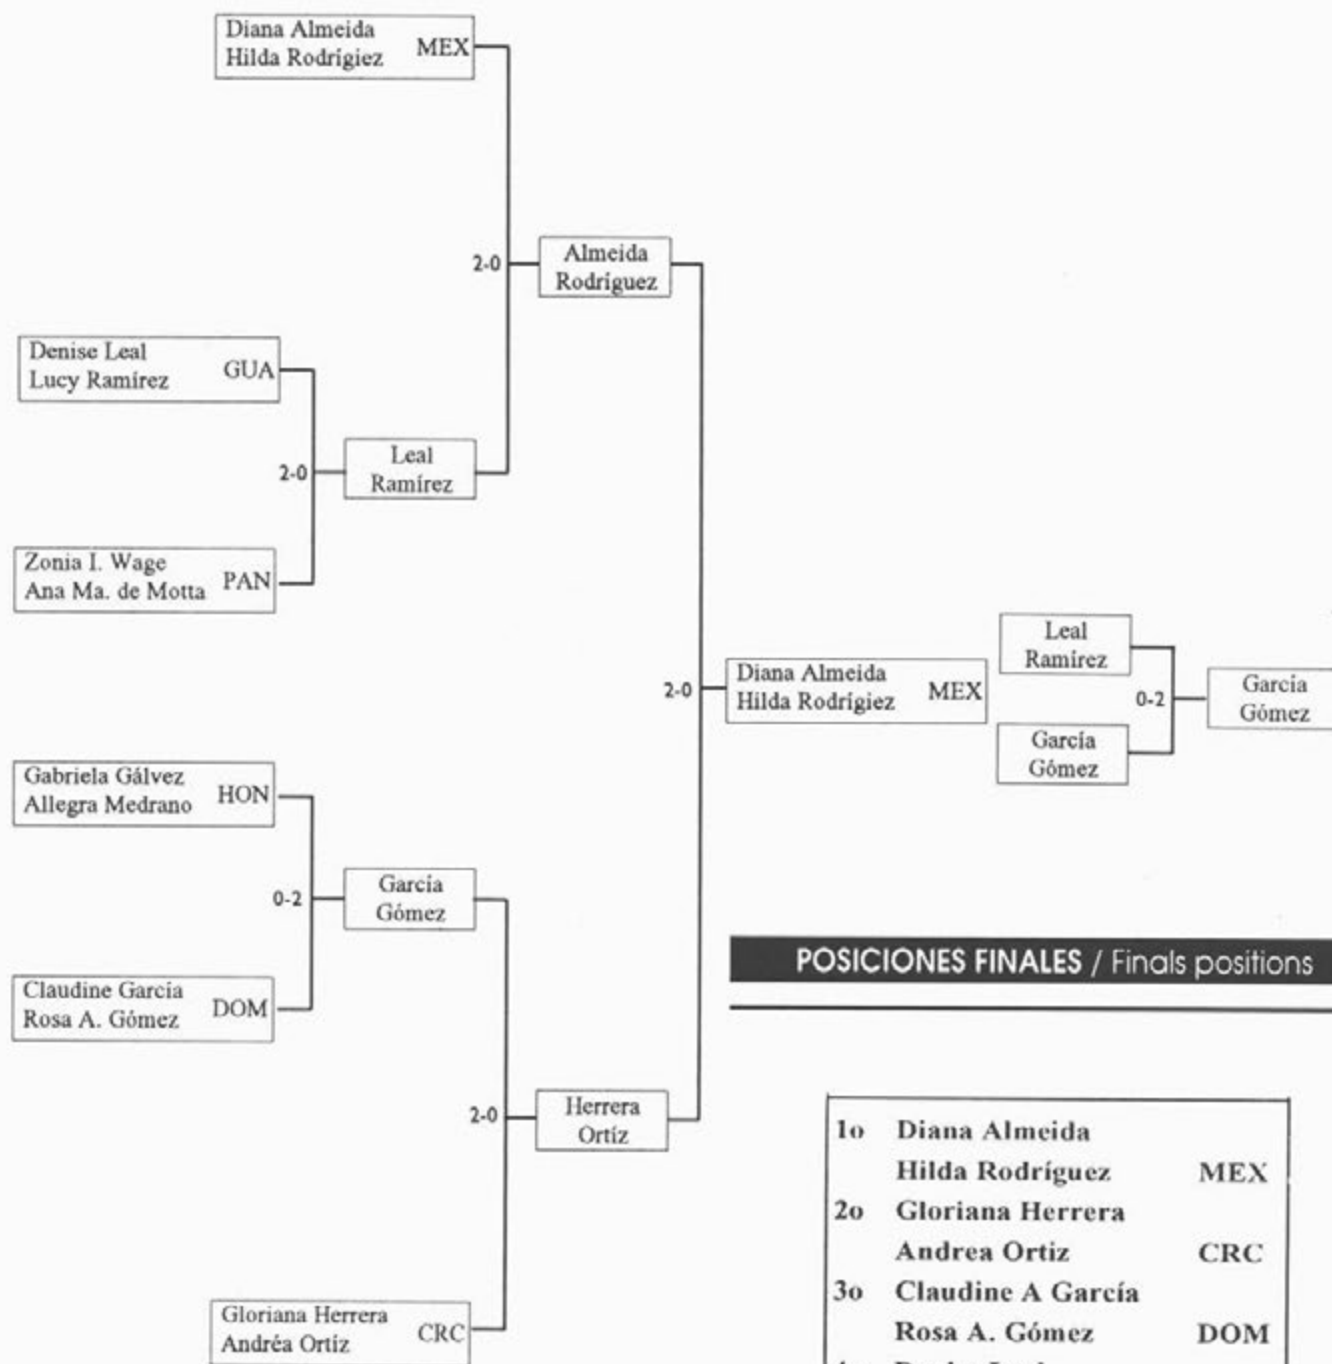 Diana Almeida
Hilda Rodrígiez MEX
2-0
Almeida
Rodríguez
Denise Leal
Lucy Ramírez GUA
2-0
Leal
Ramírez
Zonia I. Wage
Ana Ma. de Motta PAN
2-0
Diana Almeida
Hilda Rodrígiez MEX
Leal
Ramírez
0-2
García
Gómez
García
Gómez
Gabriela Gálvez
Allegra Medrano HON
0-2
García
Gómez
Claudine García
Rosa A. Gómez DOM
2-0
Herrera
Ortíz
Gloriana Herrera
Andréa Ortíz CRC
POSICIONES FINALES / Finals positions
1o Diana Almeida
Hilda Rodríguez MEX
2o Gloriana Herrera
Andrea Ortiz CRC
3o Claudine A García
Rosa A. Gómez DOM